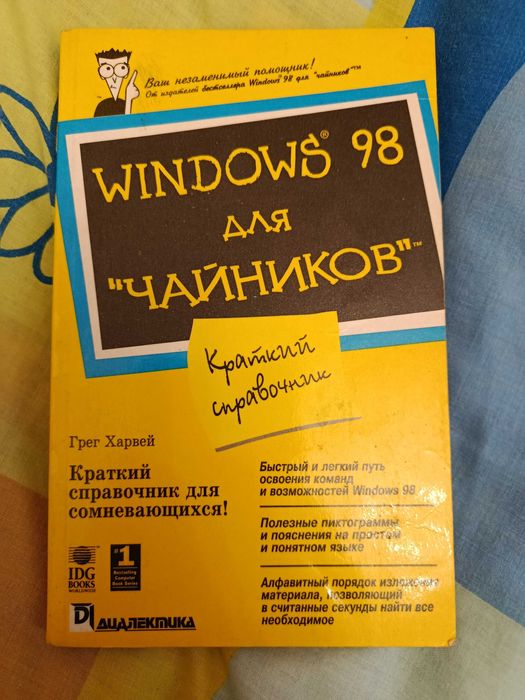 Ваш незаменимый помощник!
От издателей бестселлера Windows 98 для "чайников"™
WINDOWS® 98
для
"ЧАЙНИКОВ"™
Краткий
справочник
Грег Харвей
Краткий
справочник для
сомневающихся!
Быстрый и легкий путь
освоения команд
и возможностей Windows 98
Полезные пиктограммы
и пояснения на простом
и понятном языке
Алфавитный порядок изложения
материала, позволяющий
в считанные секунды найти все
необходимое
IDG
BOOKS
WORLDWIDE
#1
Bestselling
Computer
Book Series
ДИАЛЕКТИКА